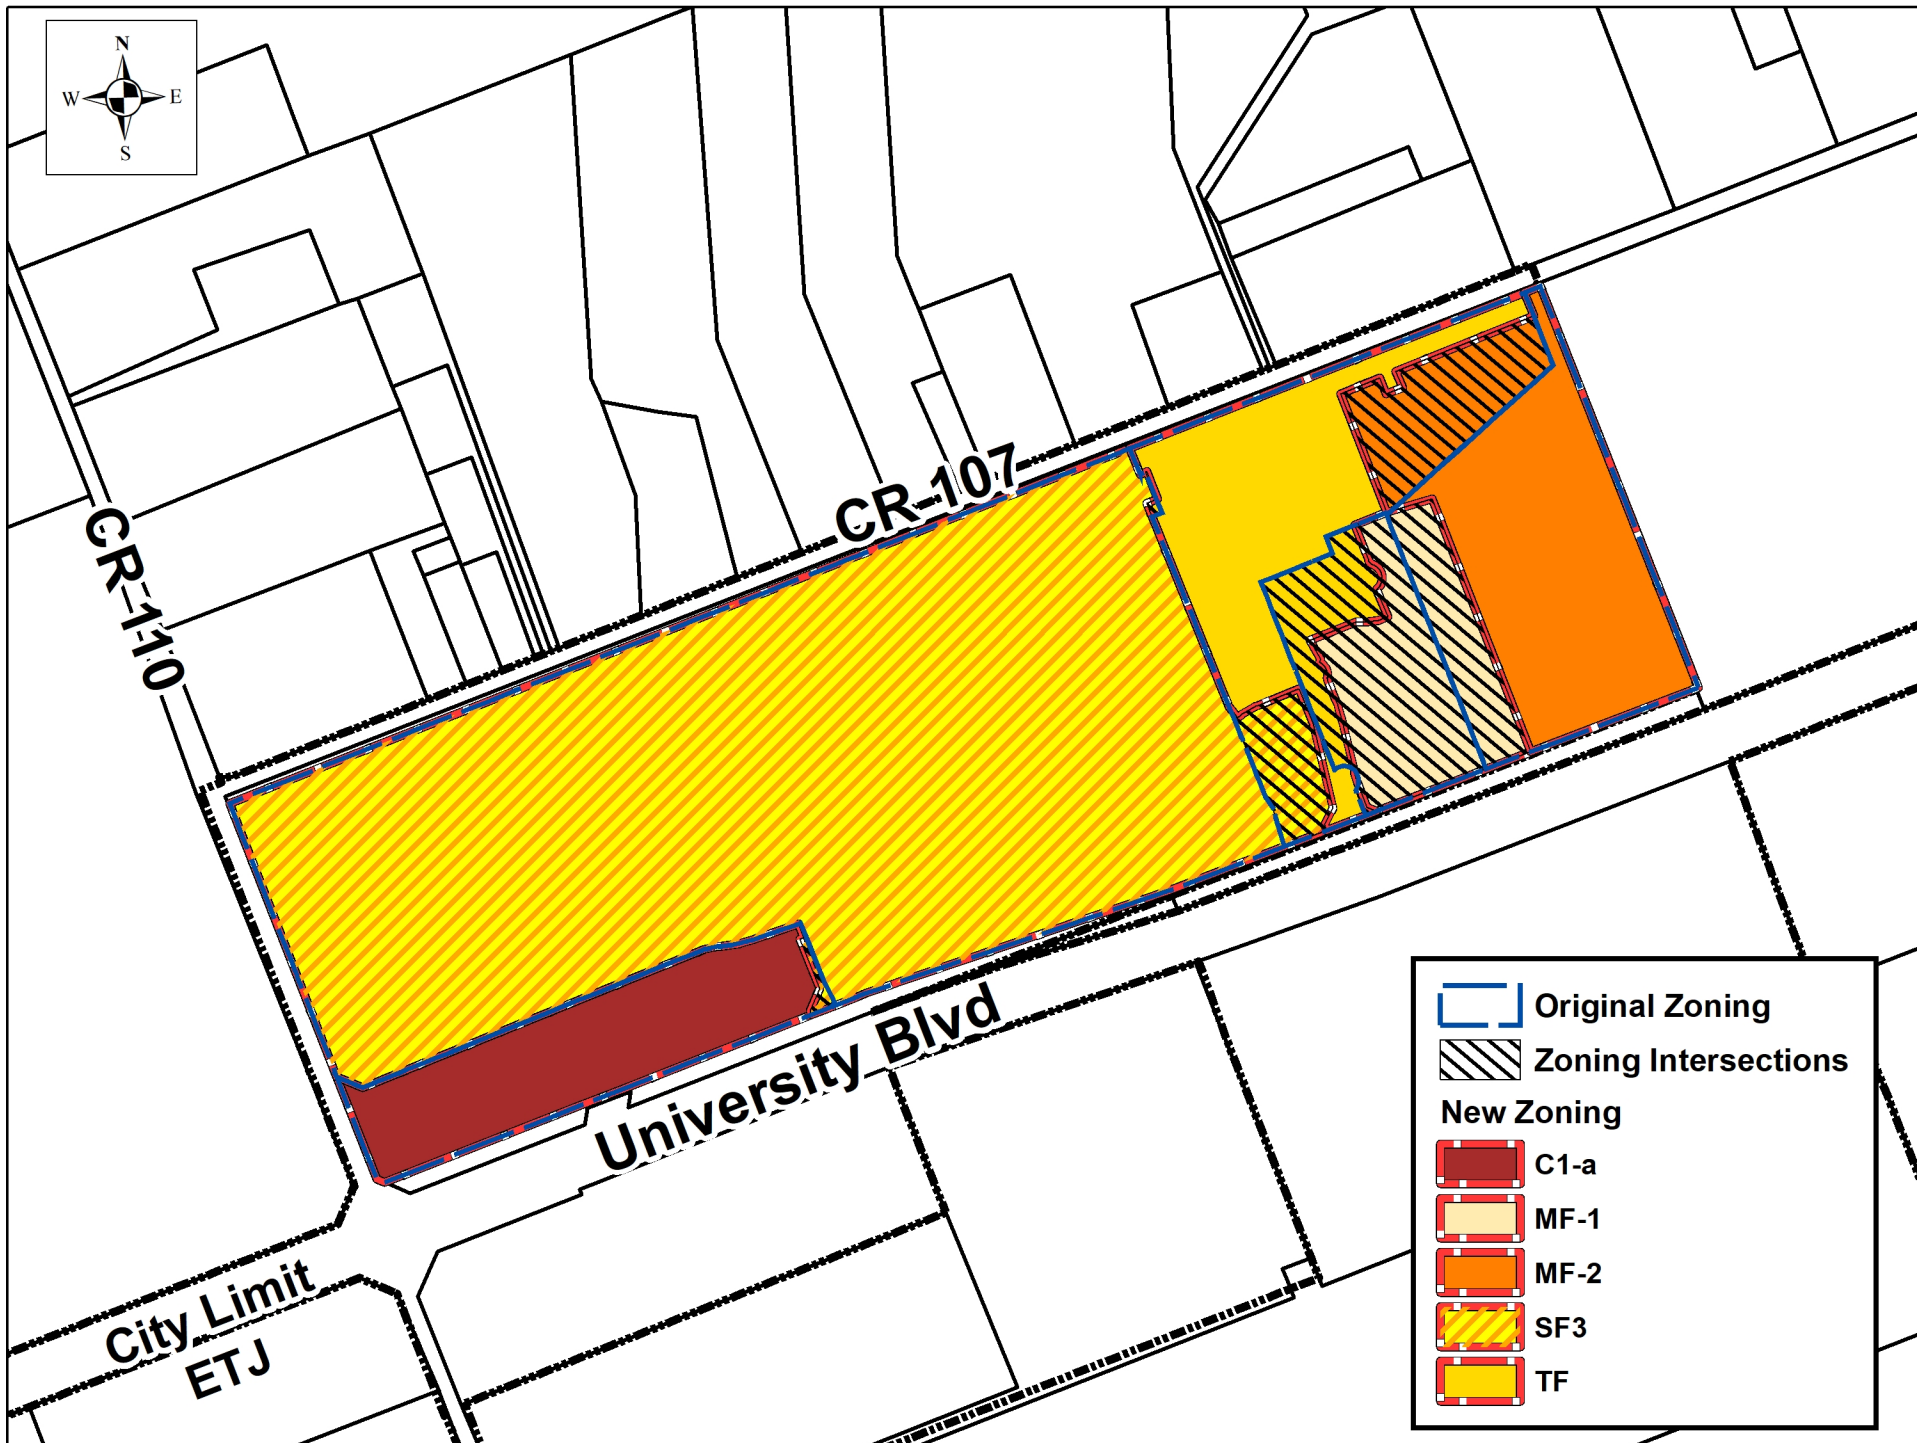 N
W E
S
CR 107
CR 110
University Blvd
City Limit
ETJ
Original Zoning
Zoning Intersections
New Zoning
C1-a
MF-1
MF-2
SF3
TF